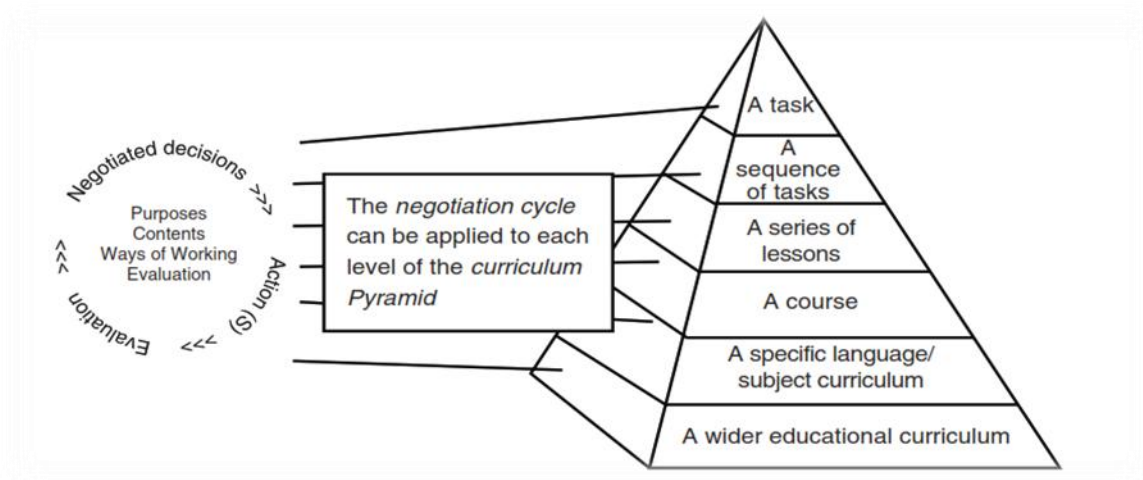 Negotiated decisions >>>
Purposes
Contents
Ways of Working
Evaluation
Action (S)
>>>
Evaluation
>>>
The negotiation cycle
can be applied to each
level of the curriculum
Pyramid
A task
A
sequence
of tasks
A series of
lessons
A course
A specific language/
subject curriculum
A wider educational curriculum